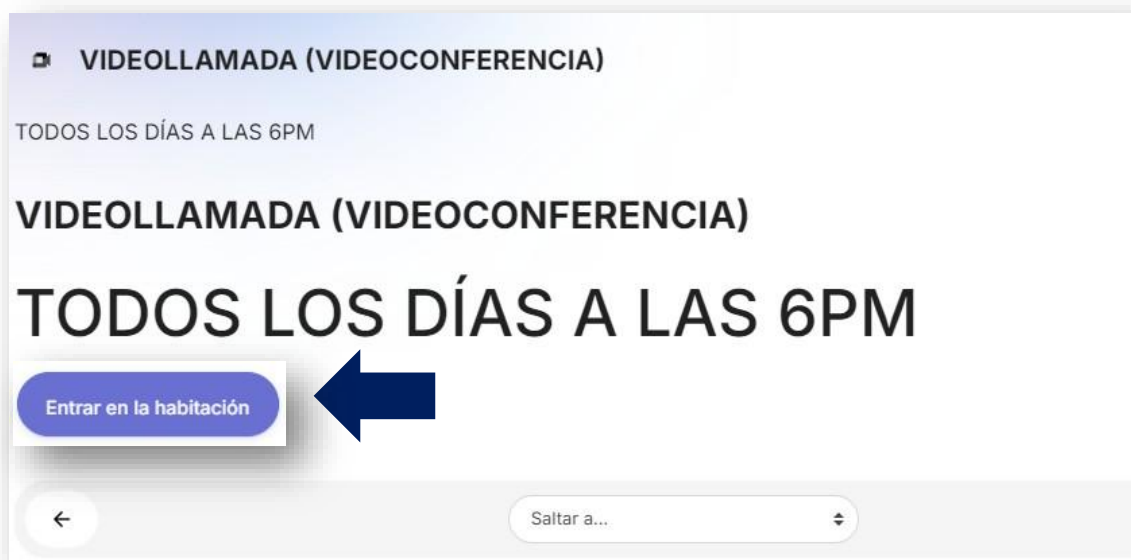 VIDEOLLAMADA (VIDEOCONFERENCIA)
TODOS LOS DÍAS A LAS 6PM
VIDEOLLAMADA (VIDEOCONFERENCIA)
TODOS LOS DÍAS A LAS 6PM
Entrar en la habitación
Saltar a...